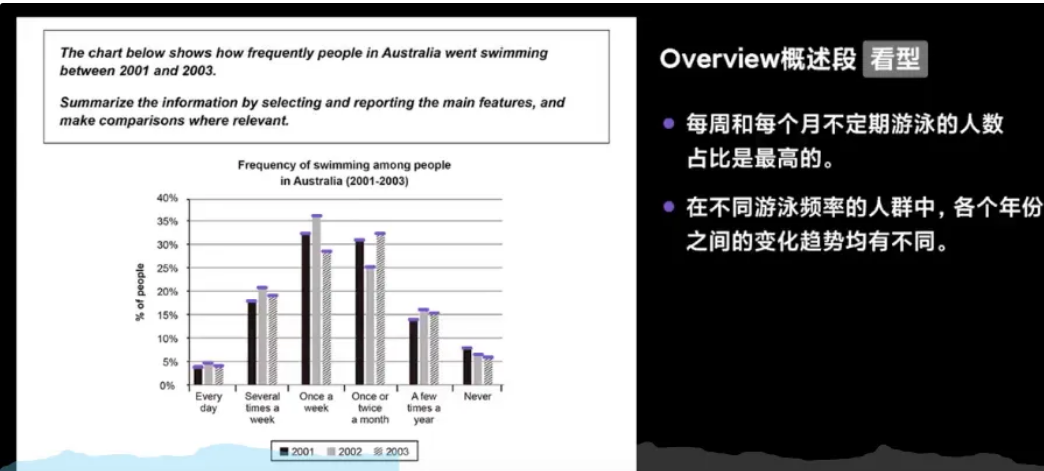 The chart below shows how frequently people in Australia went swimming
between 2001 and 2003.
Summarize the information by selecting and reporting the main features, and
make comparisons where relevant.
Frequency of swimming among people
in Australia (2001-2003)
40%
35%
30%
25%
20%
15%
10%
5%
0%
% of people
Every
day
Several
times a
week
Once a
week
Once or
twice
a month
A few
times a
year
Never
2001 2002 2003
Overview概述段 看型
每周和每个月不定期游泳的人数
占比是最高的。
在不同游泳频率的人群中，各个年份
之间的变化趋势均有不同。